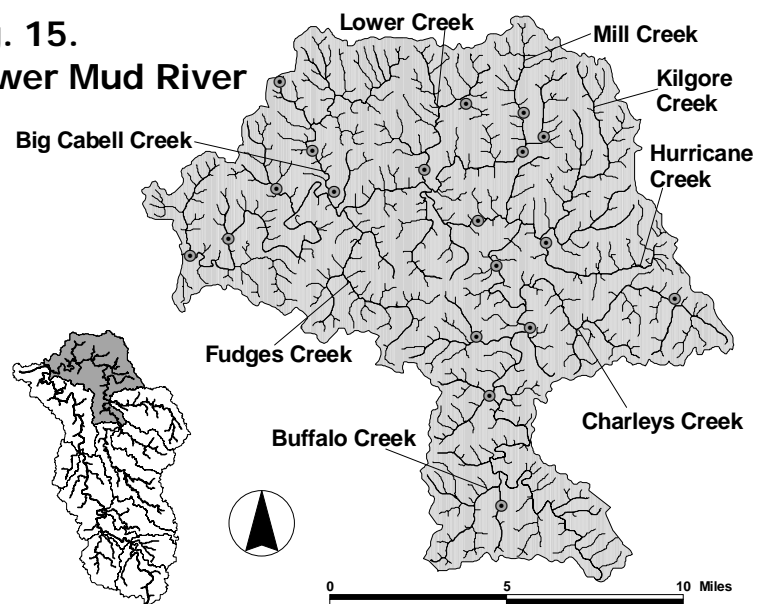 . 15.
wer Mud River
Lower Creek
Mill Creek
Kilgore
Creek
Big Cabell Creek
Hurricane
Creek
Fudges Creek
Charleys Creek
Buffalo Creek
0 5 10 Miles